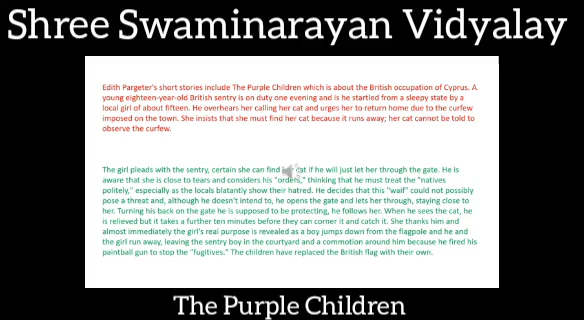 Shree Swaminarayan Vidyalay
Edith Pargeter's short stories include The Purple Children which is about the British occupation of Cyprus. A
young eighteen-year-old British sentry is on duty one evening and is he startled from a sleepy state by a
local girl of about fifteen. He overhears her calling her cat and urges her to return home due to the curfew
imposed on the town. She insists that she must find her cat because it runs away; her cat cannot be told to
observe the curfew.
The girl pleads with the sentry, certain she can find cat if he will just let her through the gate. He is
aware that she is close to tears and considers his "orders," thinking that he must treat the "natives
politely," especially as the locals blatantly show their hatred. He decides that this "waif" could not possibly
pose a threat and, although he doesn't intend to, he opens the gate and lets her through, staying close to
her. Turning his back on the gate he is supposed to be protecting, he follows her. When he sees the cat, he
is relieved but it takes a further ten minutes before they can corner it and catch it. She thanks him and
almost immediately the girl's real purpose is revealed as a boy jumps down from the flagpole and he and
the girl run away, leaving the sentry boy in the courtyard and a commotion around him because he fired his
paintball gun to stop the "fugitives." The children have replaced the British flag with their own.
The Purple Children